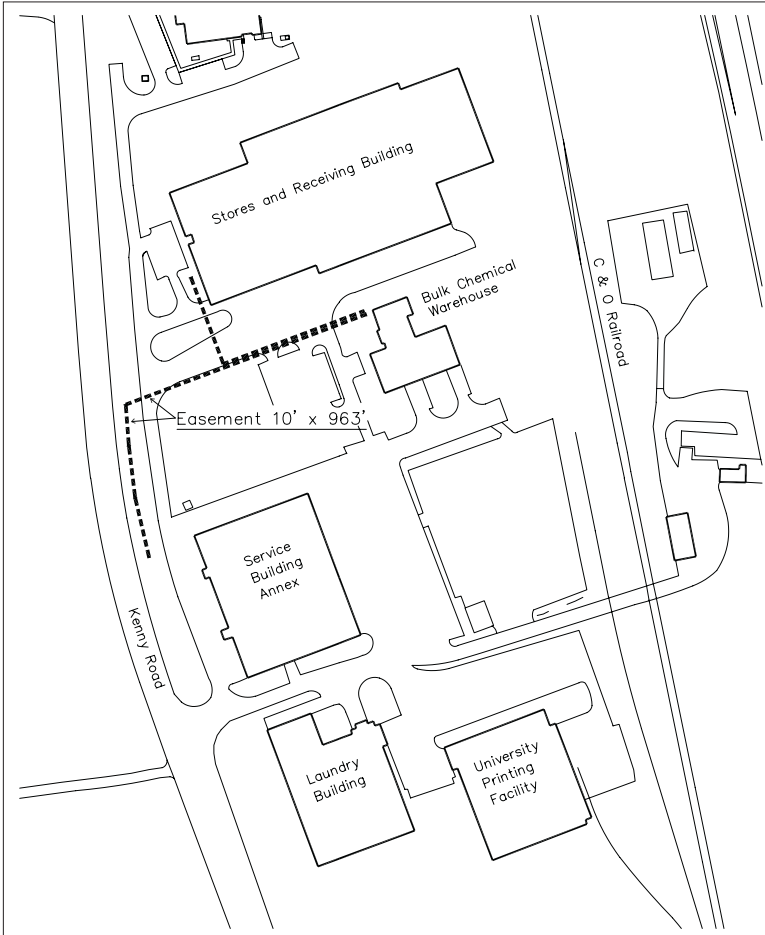 Stores and Receiving Building
Bulk Chemical
Warehouse
C & O Railroad
Easement 10' x 963'
Service
Building
Annex
Kenny Road
Laundry
Building
University
Printing
Facility